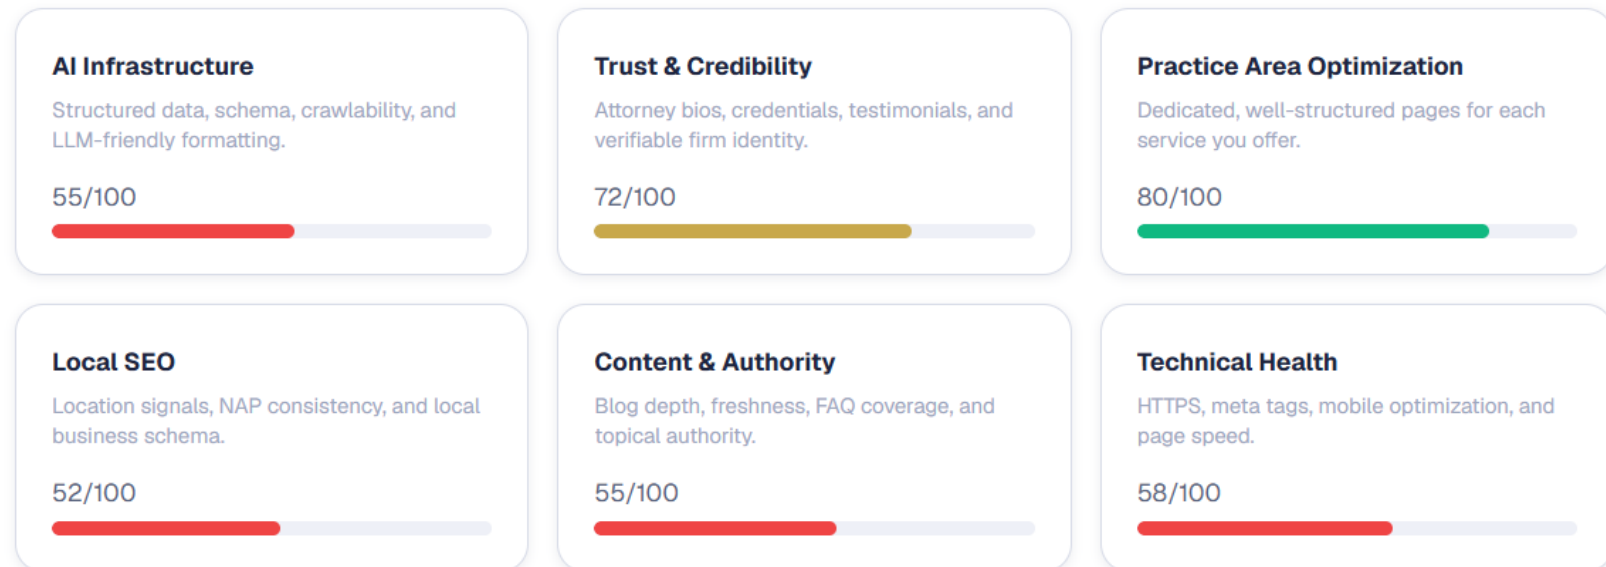 AI Infrastructure
Structured data, schema, crawlability, and
LLM-friendly formatting.
55/100
Trust & Credibility
Attorney bios, credentials, testimonials, and
verifiable firm identity.
72/100
Practice Area Optimization
Dedicated, well-structured pages for each
service you offer.
80/100
Local SEO
Location signals, NAP consistency, and local
business schema.
52/100
Content & Authority
Blog depth, freshness, FAQ coverage, and
topical authority.
55/100
Technical Health
HTTPS, meta tags, mobile optimization, and
page speed.
58/100